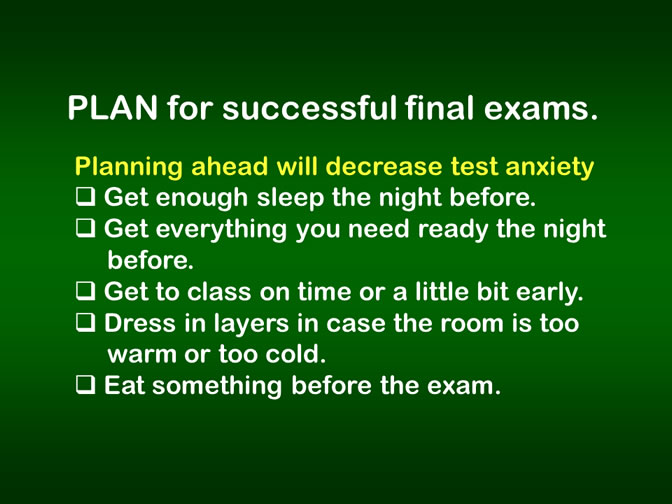 PLAN for successful final exams.
Planning ahead will decrease test anxiety
❑ Get enough sleep the night before.
❑ Get everything you need ready the night
before.
❑ Get to class on time or a little bit early.
❑ Dress in layers in case the room is too
warm or too cold.
❑ Eat something before the exam.